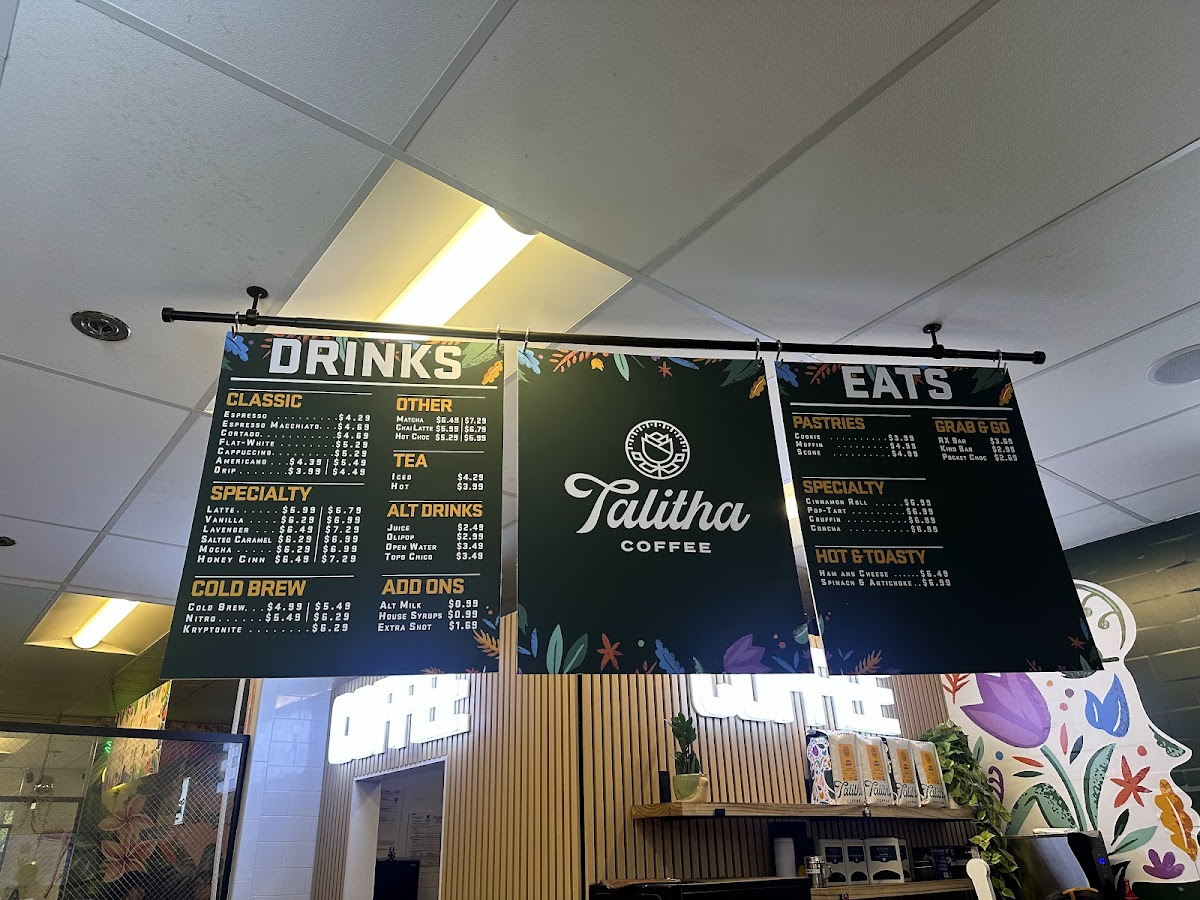 DRINKS
CLASSIC
ESPRESSO .........$4.29
ESPRESSO MACCHIATO..$4.69
CORTADO...........$4.69
FLAT-WHITE........$5.29
CAPPUCCINO........$5.29
AMERICANO...$4.39 | $5.49
DRIP.......$3.99 | $4.49
SPECIALTY
LATTE......$5.99 | $6.79
VANILLA ....$6.29 | $6.99
LAVENDER ...$6.49 | $7.29
SALTED CARAMEL $6.29 | $6.99
MOCHA .....$6.29 | $6.99
HONEY CINN $6.49 | $7.29
COLD BREW
COLD BREW...$4.99 | $5.49
NITRO.......$5.49 | $6.29
KRYPTONITE ........$6.29
OTHER
MATCHA $6.49 | $7.29
CHAI LATTE $5.99 | $6.79
HOT CHOC $5.29 | $5.99
TEA
ICED $4.29
HOT $3.99
ALT DRINKS
JUICE $2.49
OLIPOP $2.99
OPEN WATER $3.49
TOPO CHICO $3.49
ADD ONS
ALT MILK $0.99
HOUSE SYRUPS $0.99
EXTRA SHOT $1.69
Talitha
COFFEE
EATS
PASTRIES
COOKIE ............$3.99
MUFFIN ............$4.99
SCONE .............$4.99
SPECIALTY
CINNAMON ROLL .....$6.99
POP-TART ..........$6.99
CRUFFIN ...........$6.99
CONCHA ............$6.99
HOT & TOASTY
HAM AND CHEESE ......$6.49
SPINACH & ARTICHOKE..$6.99
GRAB & GO
RX BAR $3.69
KIND BAR $2.99
POCKET CHOC $2.69
COFFEE
COFFEE
Talitha
Talitha
Talitha
Talitha